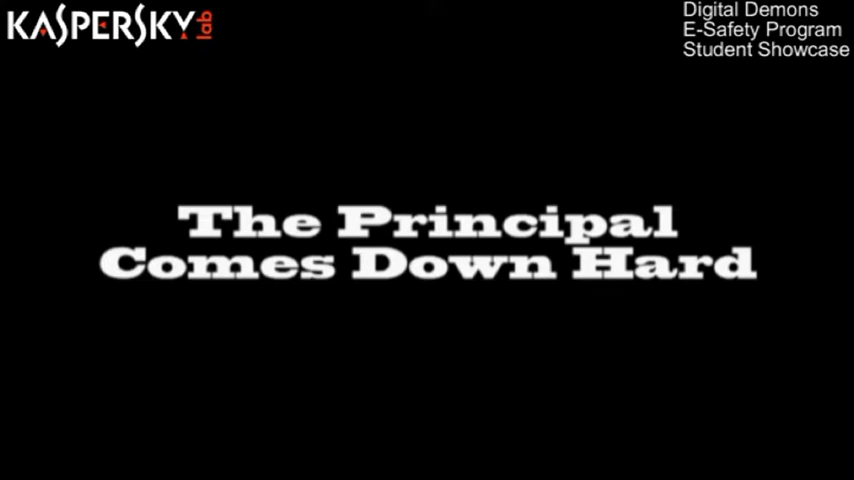 KASPERSKY lab
Digital Demons
E-Safety Program
Student Showcase
The Principal
Comes Down Hard